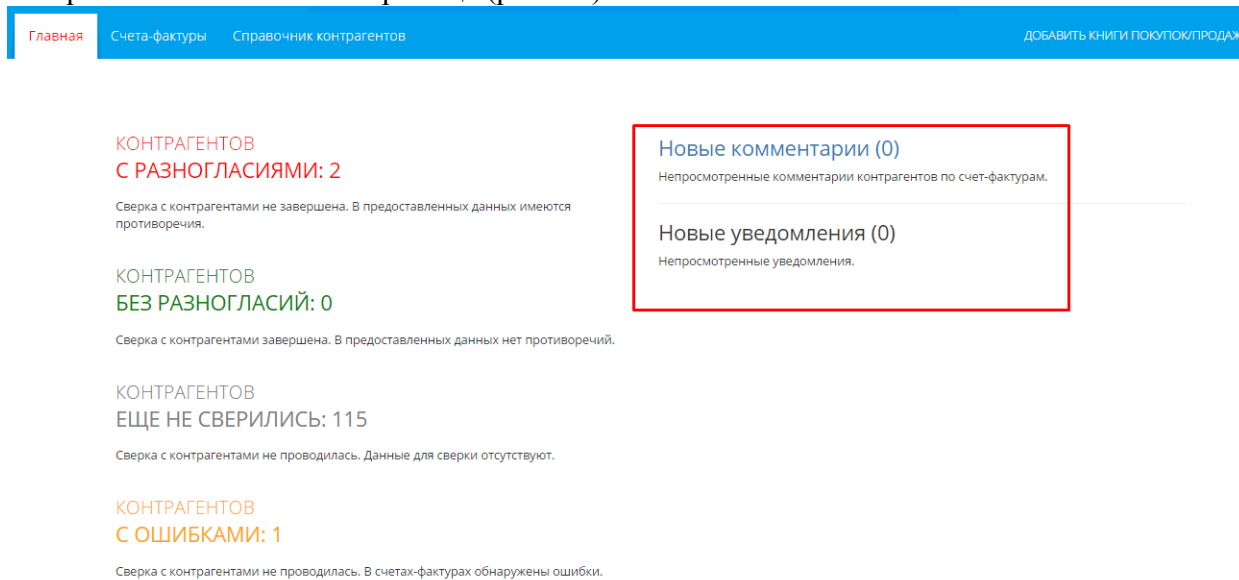 Главная
Счета-фактуры
Справочник контрагентов
ДОБАВИТЬ КНИГИ ПОКУПОК/ПРОДАЖ
КОНТРАГЕНТОВ
С РАЗНОГЛАСИЯМИ: 2
Сверка с контрагентами не завершена. В предоставленных данных имеются
противоречия.
КОНТРАГЕНТОВ
БЕЗ РАЗНОГЛАСИЙ: 0
Сверка с контрагентами завершена. В предоставленных данных нет противоречий.
КОНТРАГЕНТОВ
ЕЩЕ НЕ СВЕРИЛИСЬ: 115
Сверка с контрагентами не проводилась. Данные для сверки отсутствуют.
КОНТРАГЕНТОВ
С ОШИБКАМИ: 1
Сверка с контрагентами не проводилась. В счетах-фактурах обнаружены ошибки.
Новые комментарии (0)
Непросмотренные комментарии контрагентов по счет-фактурам.
Новые уведомления (0)
Непросмотренные уведомления.